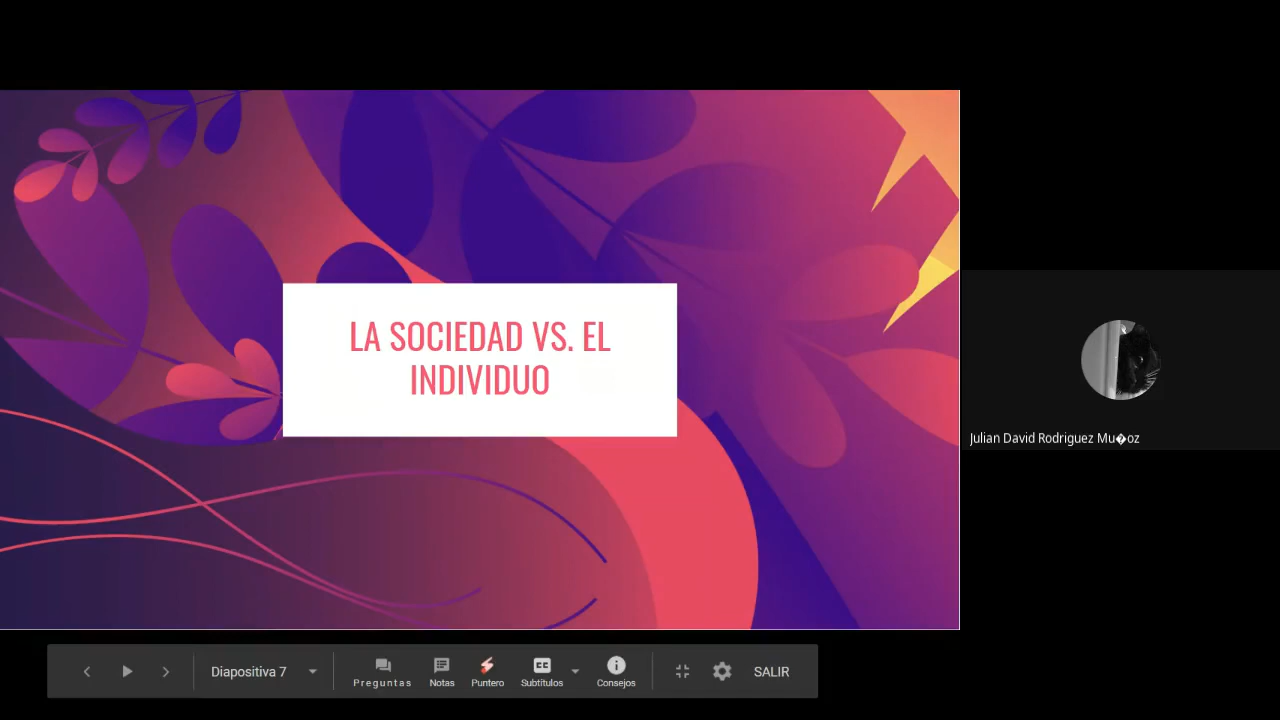 LA SOCIEDAD VS. EL
INDIVIDUO
Julian David Rodriguez Mu�oz
Diapositiva 7
Preguntas
Notas
Puntero
Subtítulos
Consejos
SALIR